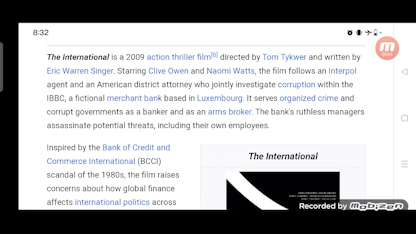 8:32
The International is a 2009 action thriller film[6] directed by Tom Tykwer and written by
Eric Warren Singer. Starring Clive Owen and Naomi Watts, the film follows an Interpol
agent and an American district attorney who jointly investigate corruption within the
IBBC, a fictional merchant bank based in Luxembourg. It serves organized crime and
corrupt governments as a banker and as an arms broker. The bank's ruthless managers
assassinate potential threats, including their own employees.
Inspired by the Bank of Credit and
Commerce International (BCCI)
scandal of the 1980s, the film raises
concerns about how global finance
affects international politics across
The International
Recorded by
Mobizen